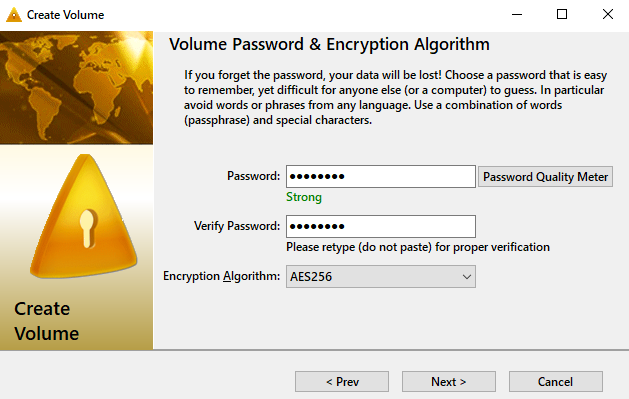 Create Volume
Volume Password & Encryption Algorithm
If you forget the password, your data will be lost! Choose a password that is easy
to remember, yet difficult for anyone else (or a computer) to guess. In particular
avoid words or phrases from any language. Use a combination of words
(passphrase) and special characters.
Password: ●●●●●●●● Password Quality Meter
Strong
Verify Password: ●●●●●●●●
Please retype (do not paste) for proper verification
Encryption Algorithm: AES256
Create
Volume
< Prev Next > Cancel